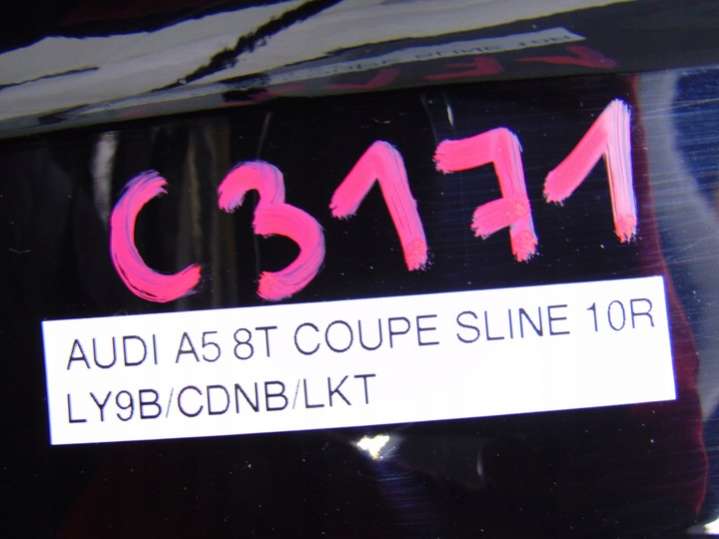 C3171
AUDI A5 8T COUPE SLINE 10R
LY9B/CDNB/LKT